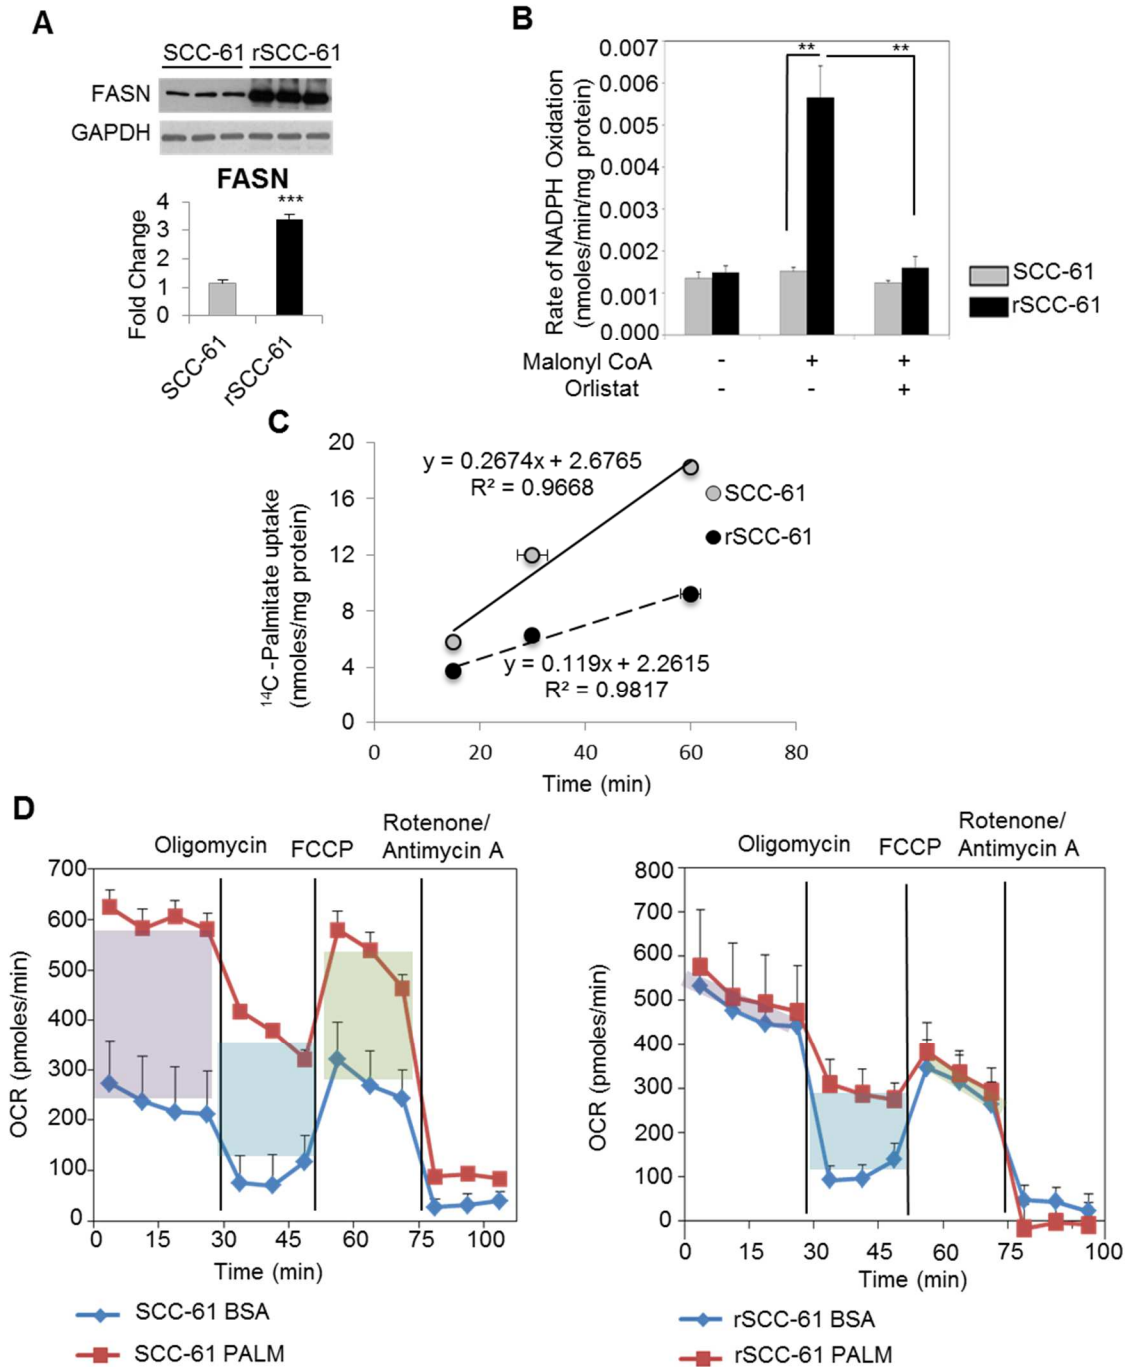 A
SCC-61 rSCC-61
FASN
GAPDH
FASN
Fold Change
4
3
2
1
0
***
SCC-61
rSCC-61
B
Rate of NADPH Oxidation
(nmoles/min/mg protein)
0.007
0.006
0.005
0.004
0.003
0.002
0.001
0.000
** **
SCC-61
rSCC-61
Malonyl CoA - + +
Orlistat - - +
C
14C-Palmitate uptake
(nmoles/mg protein)
20
16
12
8
4
0
y = 0.2674x + 2.6765
R² = 0.9668
SCC-61
rSCC-61
y = 0.119x + 2.2615
R² = 0.9817
0 20 40 60 80
Time (min)
D
Oligomycin FCCP Rotenone/
Antimycin A
OCR (pmoles/min)
700
600
500
400
300
200
100
0
0 15 30 45 60 75 100
Time (min)
SCC-61 BSA
SCC-61 PALM
Oligomycin FCCP Rotenone/
Antimycin A
OCR (pmoles/min)
800
700
600
500
400
300
200
100
0
0 15 30 45 60 75 100
Time (min)
rSCC-61 BSA
rSCC-61 PALM